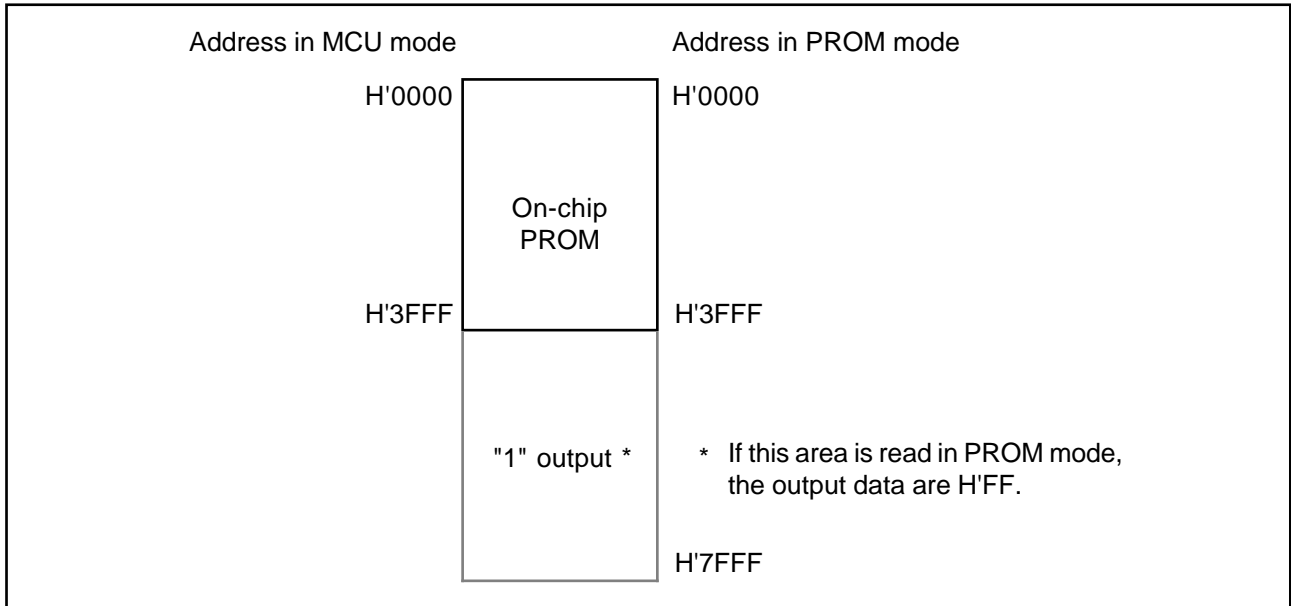 Address in MCU mode
Address in PROM mode
H'0000
H'0000
On-chip
PROM
H'3FFF
H'3FFF
"1" output *
* If this area is read in PROM mode,
the output data are H'FF.
H'7FFF